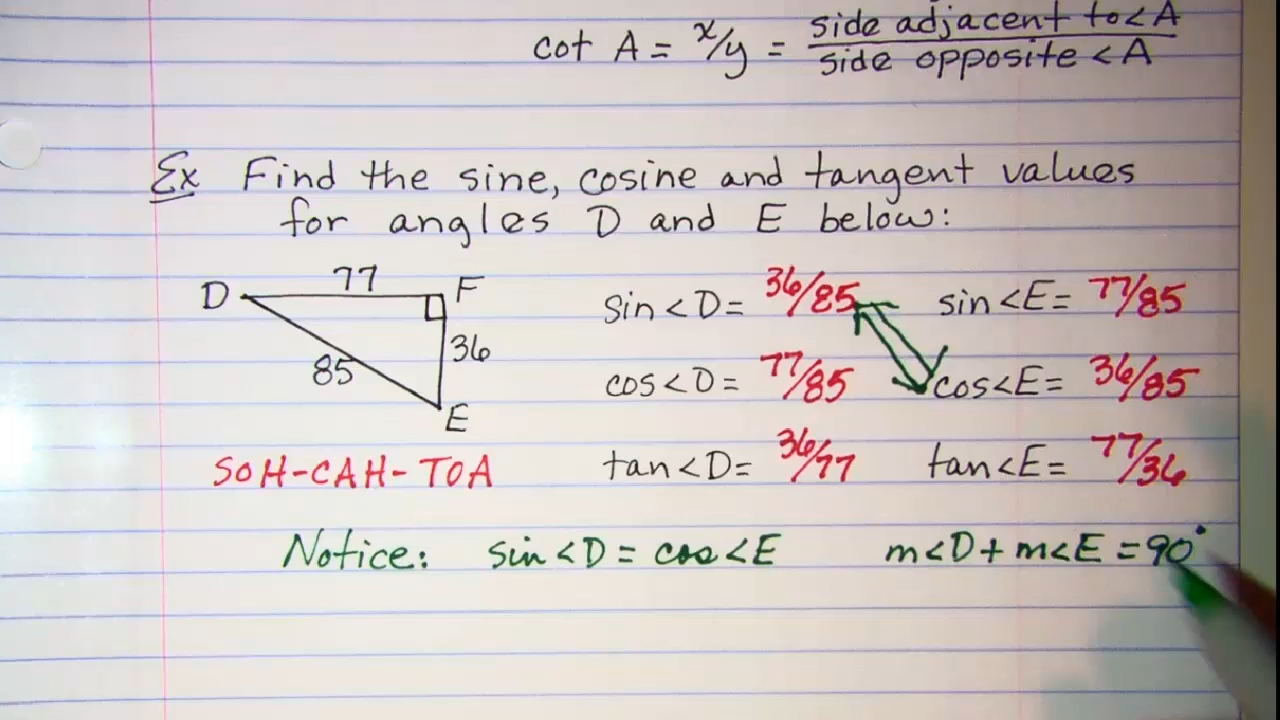 cot A = x/y = side adjacent to <A / side opposite <A
Ex Find the sine, cosine and tangent values
for angles D and E below:
D 77 F
36
85
E
sin<D = 36/85 sin<E = 77/85
cos<D = 77/85 cos<E = 36/85
SOH-CAH-TOA tan<D = 36/77 tan<E = 77/36
Notice: sin<D = cos<E m<D + m<E = 90°